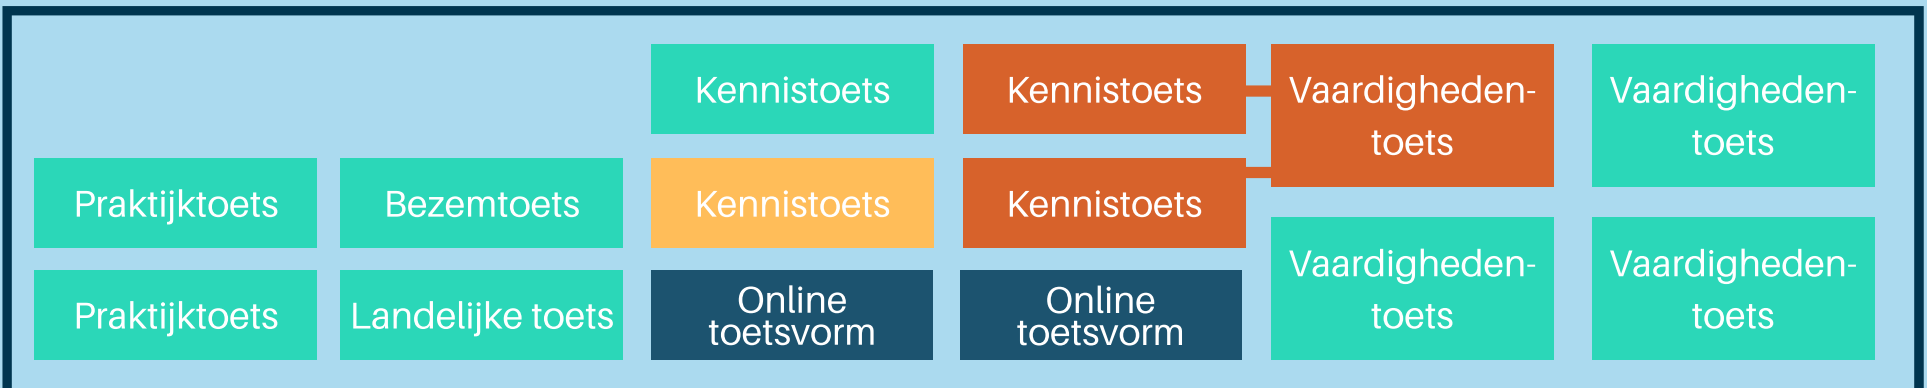 Kennistoets
Kennistoets
Vaardigheden-
toets
Vaardigheden-
toets
Praktijktoets
Bezemtoets
Kennistoets
Kennistoets
Vaardigheden-
toets
Vaardigheden-
toets
Praktijktoets
Landelijke toets
Online
toetsvorm
Online
toetsvorm